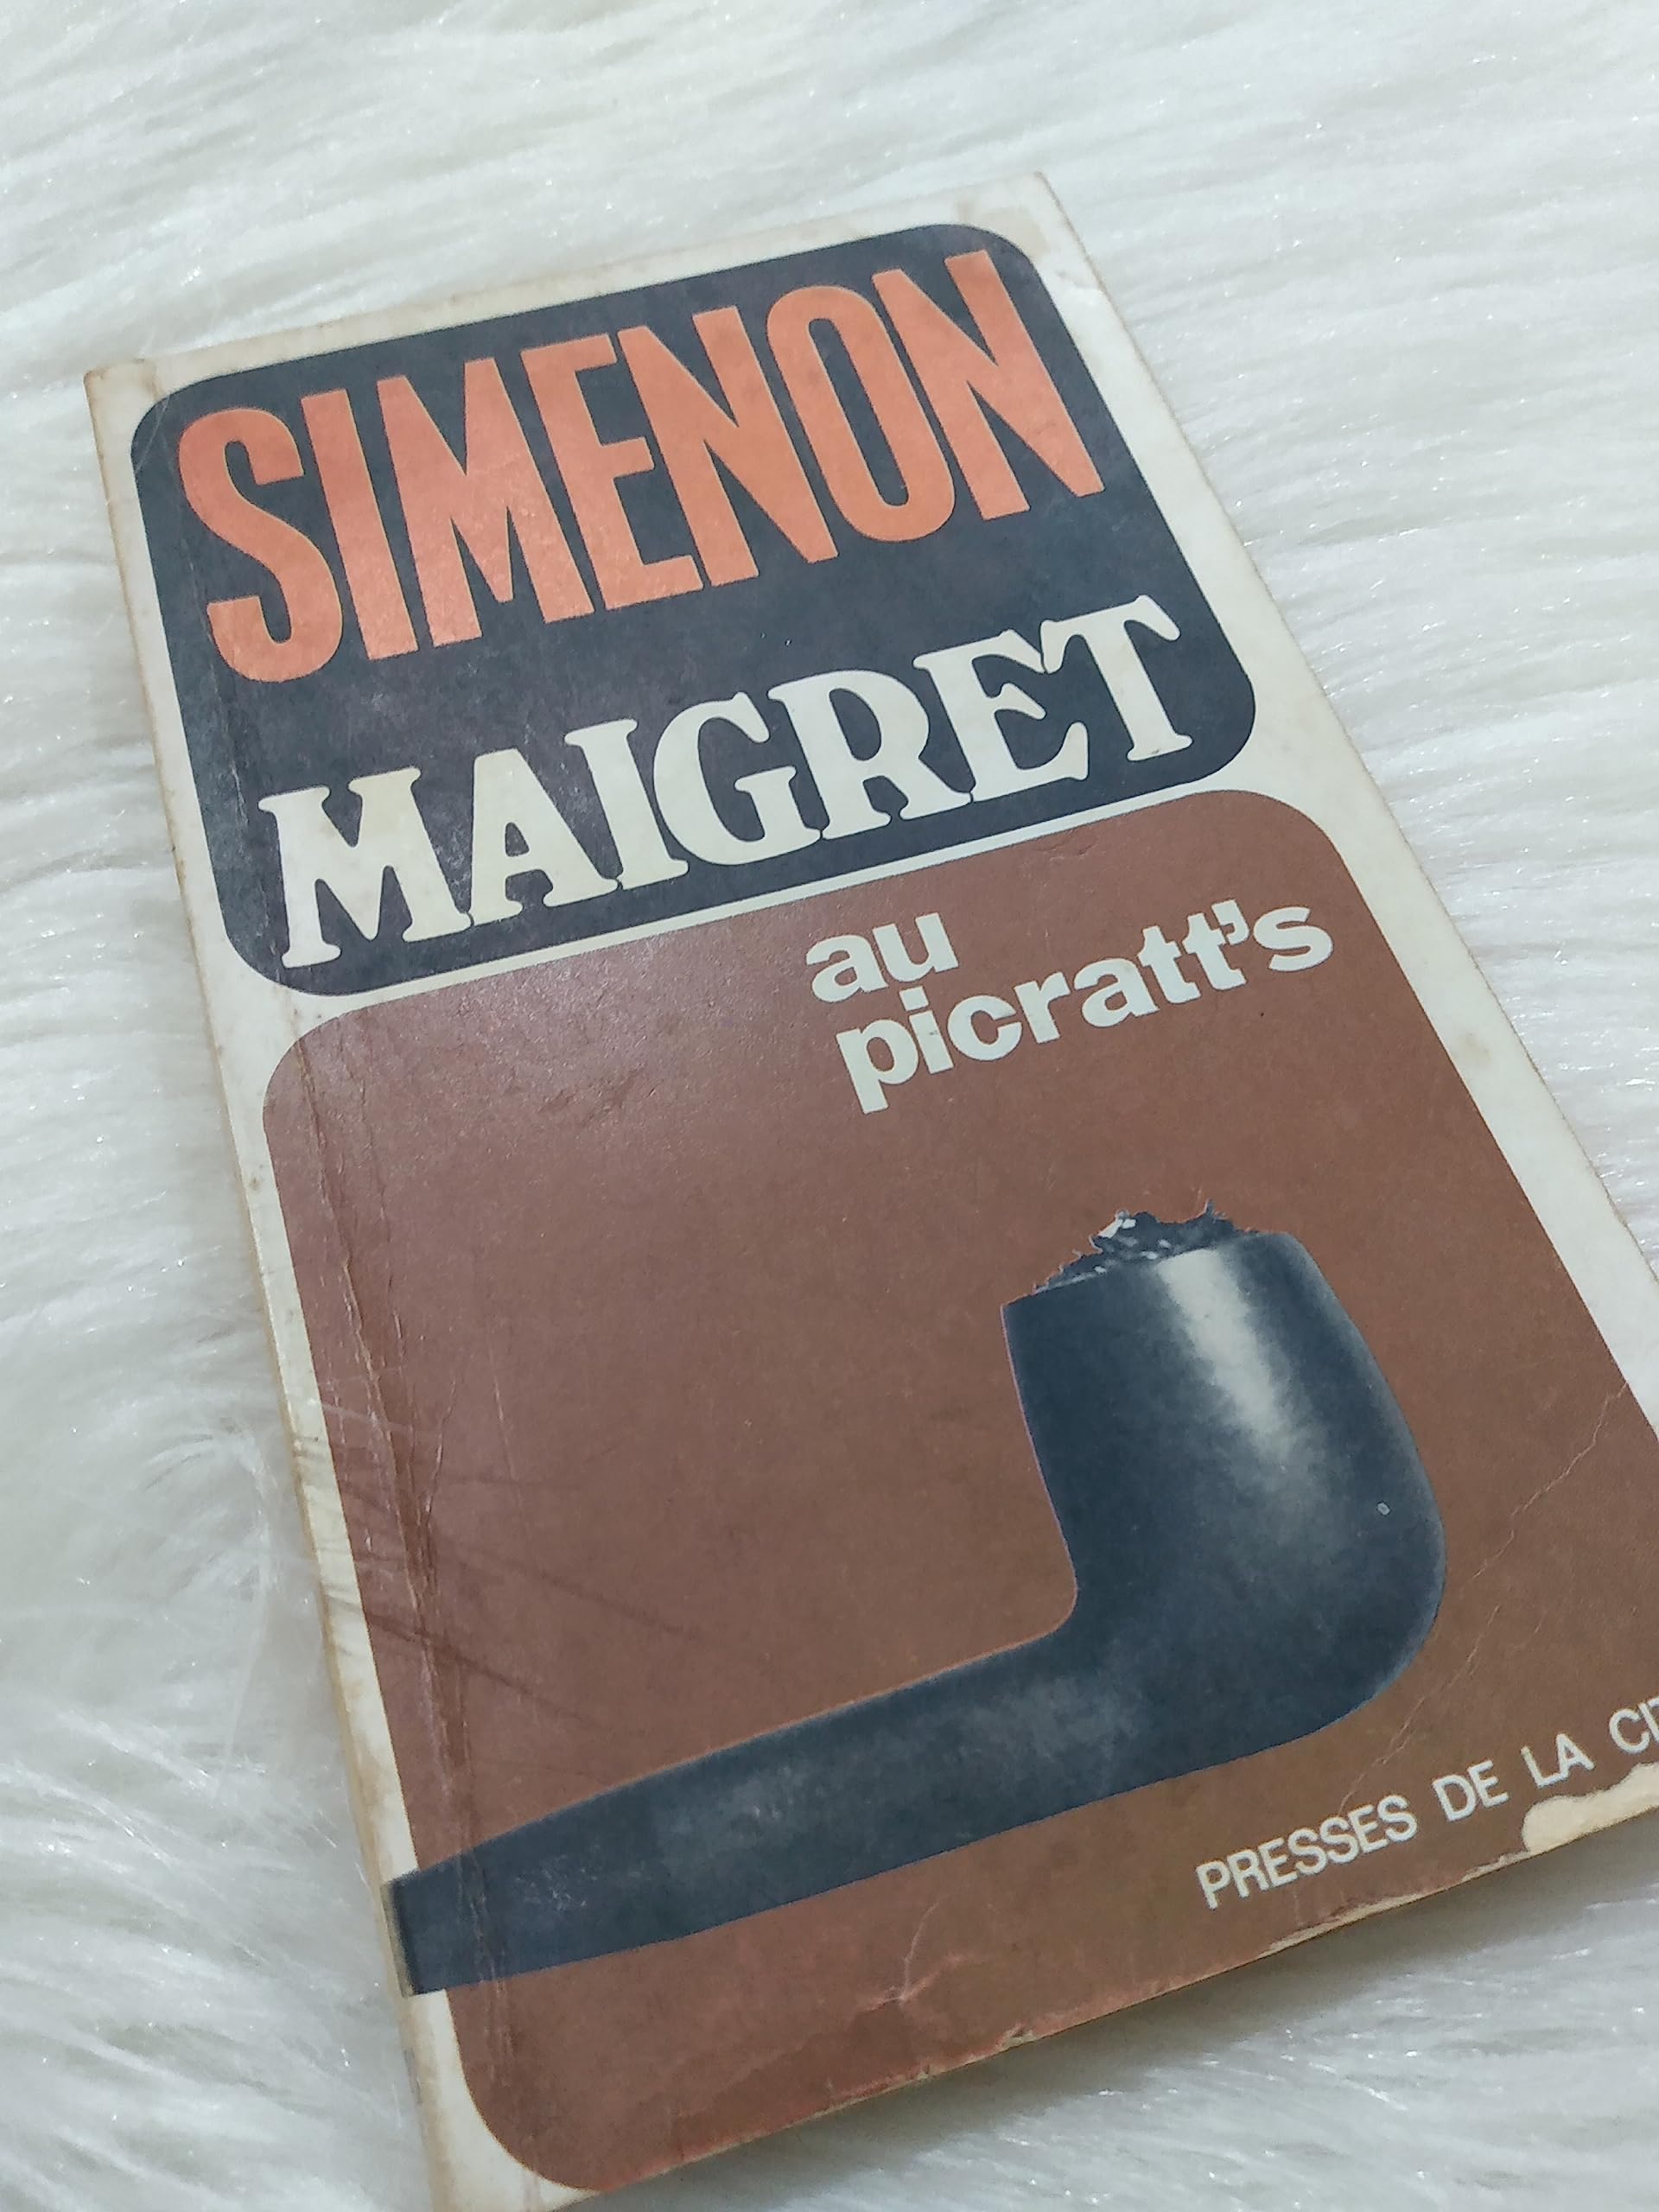 SIMENON
MAIGRET
au
picratt's
PRESSES DE LA